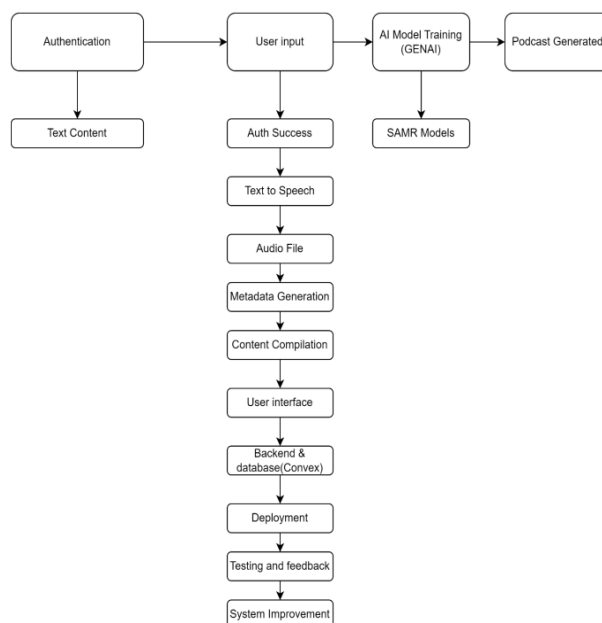 Authentication
User input
AI Model Training
(GENAI)
Podcast Generated
Text Content
Auth Success
SAMR Models
Text to Speech
Audio File
Metadata Generation
Content Compilation
User interface
Backend &
database(Convex)
Deployment
Testing and feedback
System Improvement